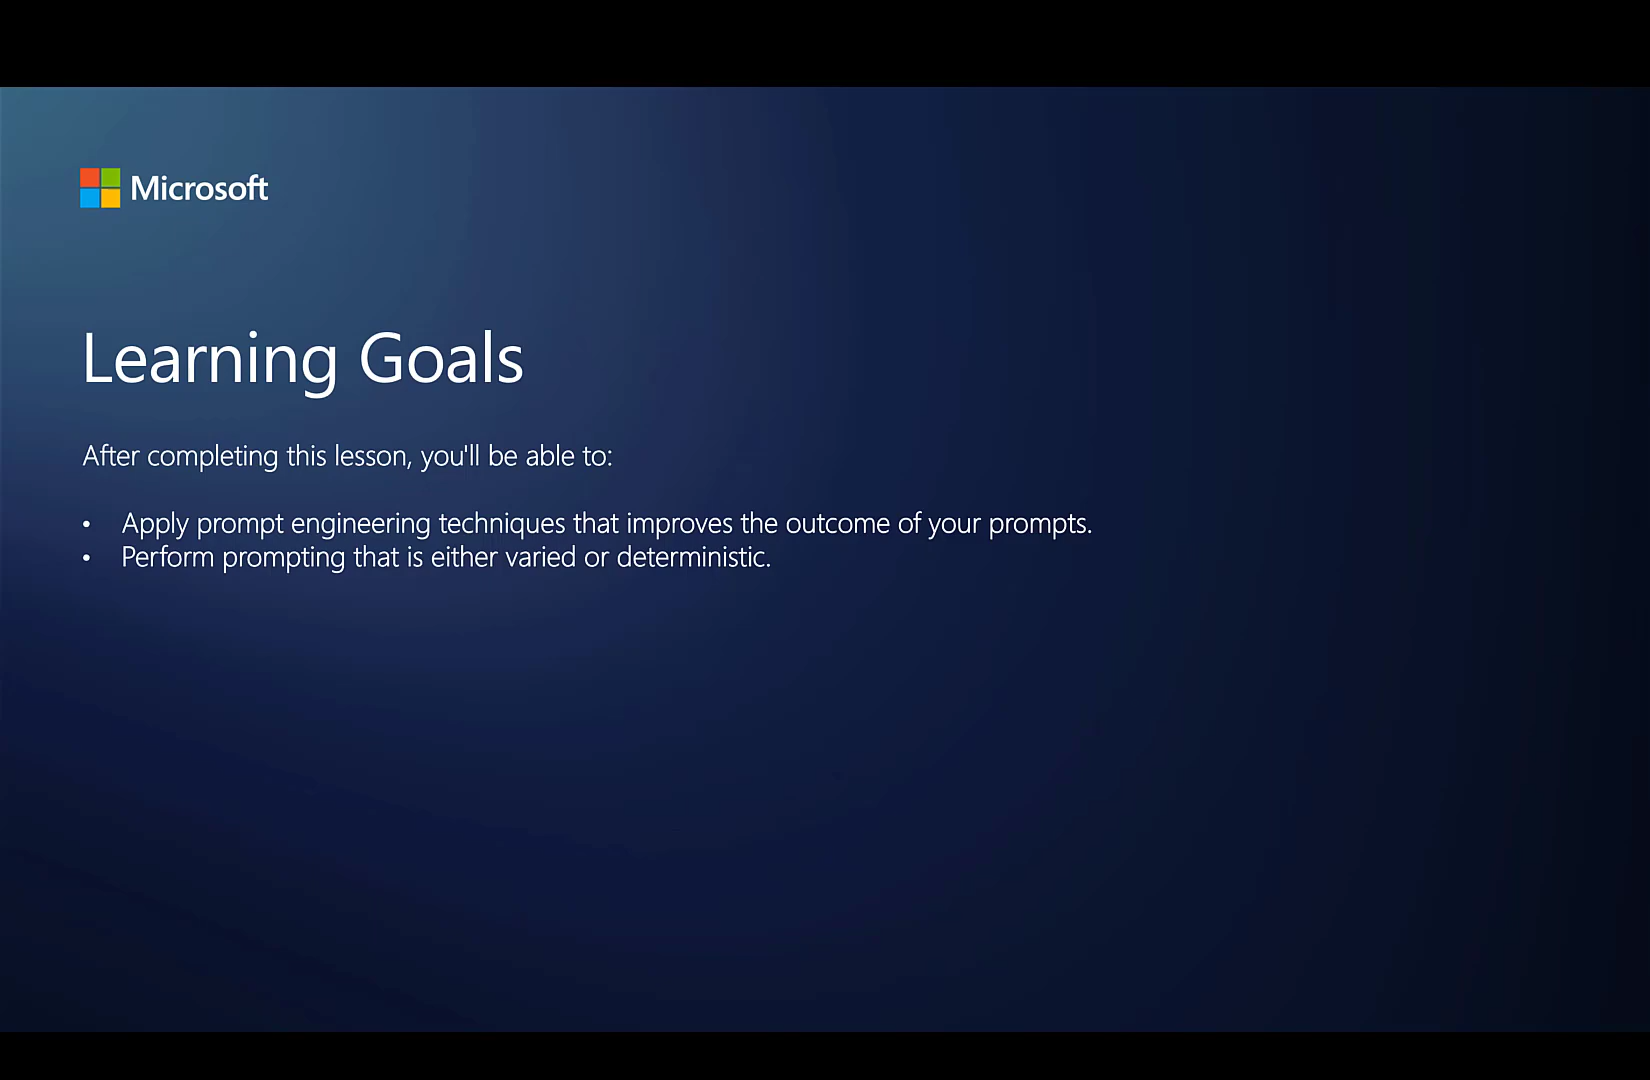 Microsoft
Learning Goals
After completing this lesson, you'll be able to:
• Apply prompt engineering techniques that improves the outcome of your prompts.
• Perform prompting that is either varied or deterministic.